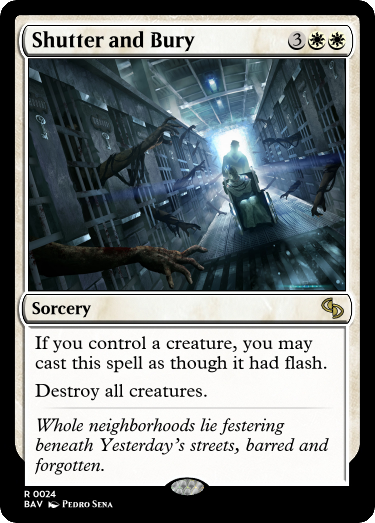 Shutter and Bury 3
Sorcery
If you control a creature, you may
cast this spell as though it had flash.
Destroy all creatures.
Whole neighborhoods lie festering
beneath Yesterday's streets, barred and
forgotten.
R 0024
BAV Pedro Sena